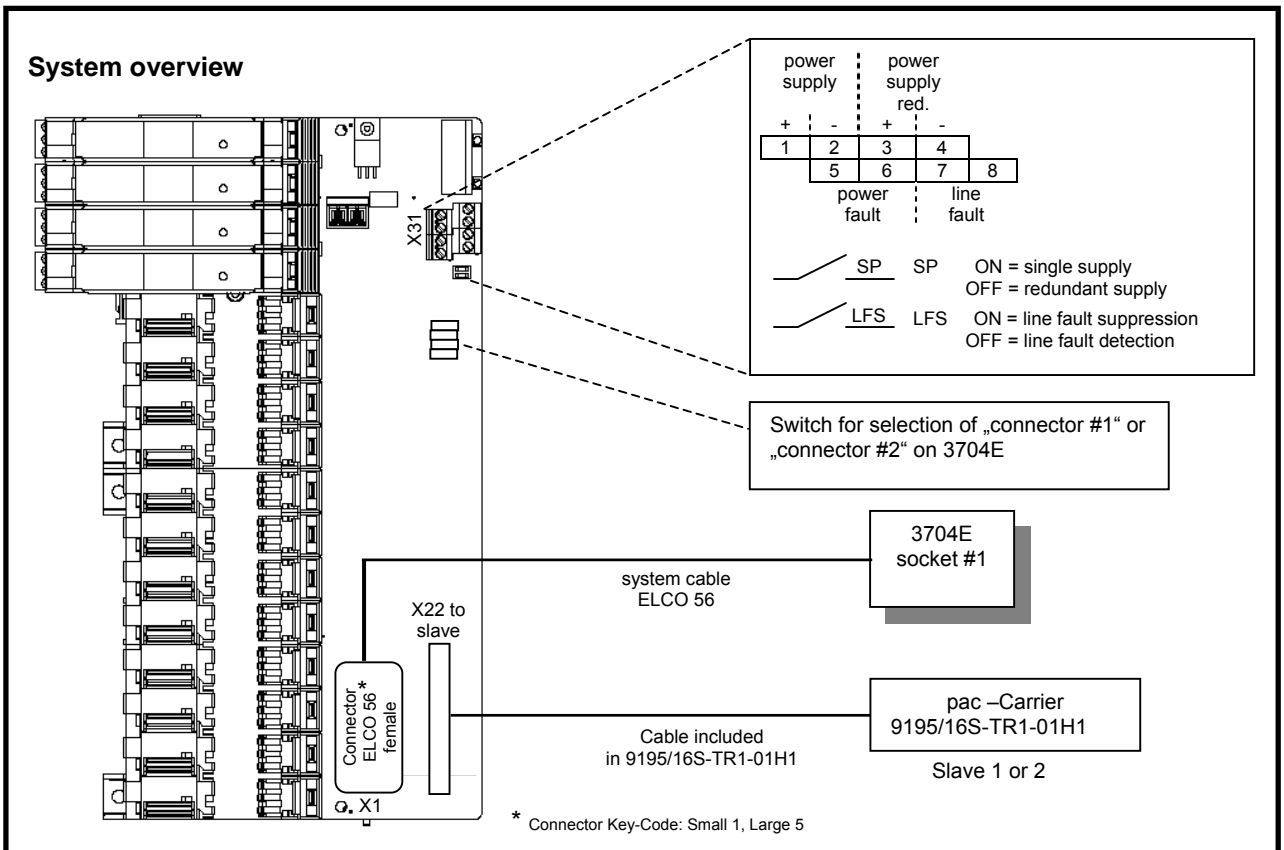 System overview
power
supply
power
supply
red.
+ - + -
1 2 3 4
5 6 7 8
power
fault
line
fault
SP SP ON = single supply
OFF = redundant supply
LFS LFS ON = line fault suppression
OFF = line fault detection
X31
Switch for selection of „connector #1“ or
„connector #2“ on 3704E
3704E
socket #1
system cable
ELCO 56
X22 to
slave
Connector
ELCO 56 *
female
pac –Carrier
9195/16S-TR1-01H1
Cable included
in 9195/16S-TR1-01H1
Slave 1 or 2
X1
* Connector Key-Code: Small 1, Large 5